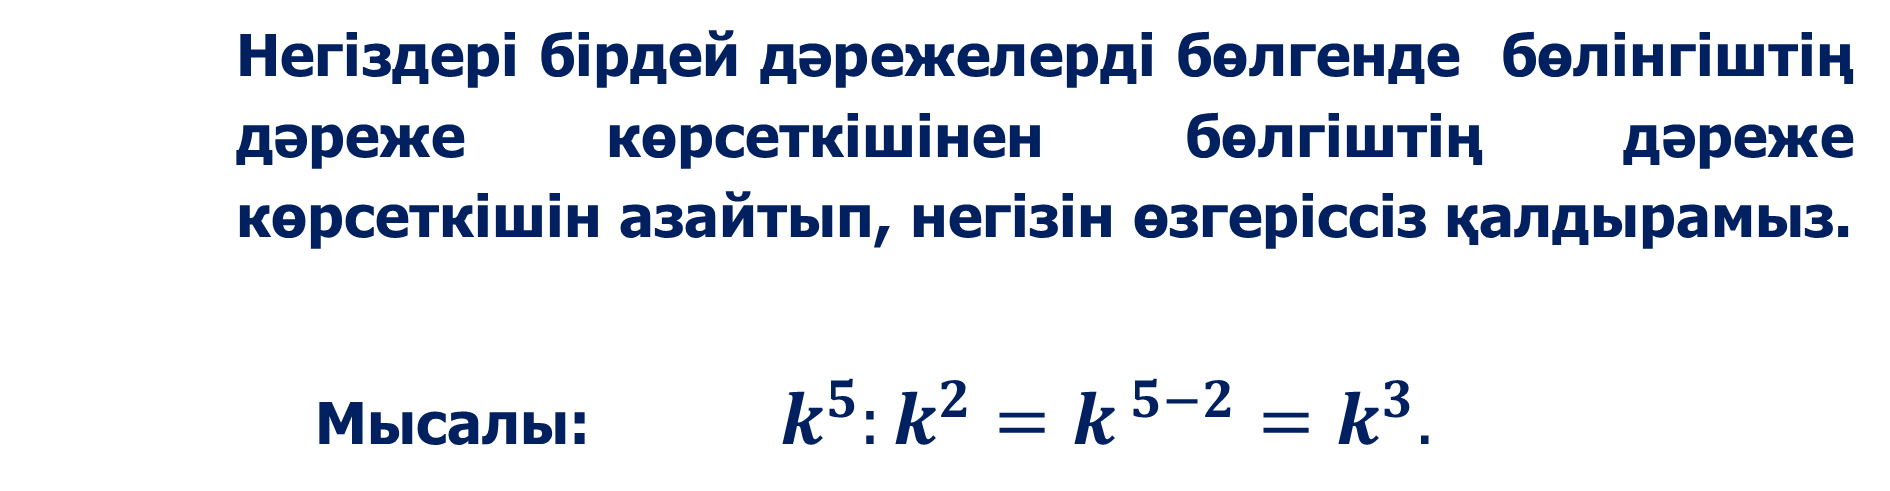 Негіздері бірдей дәрежелерді бөлгенде бөлінгіштің
дәреже көрсеткішінен бөлгіштің дәреже
көрсеткішін азайтып, негізін өзгеріссіз қалдырамыз.
Мысалы: k⁵: k² = k ⁵⁻² = k³.